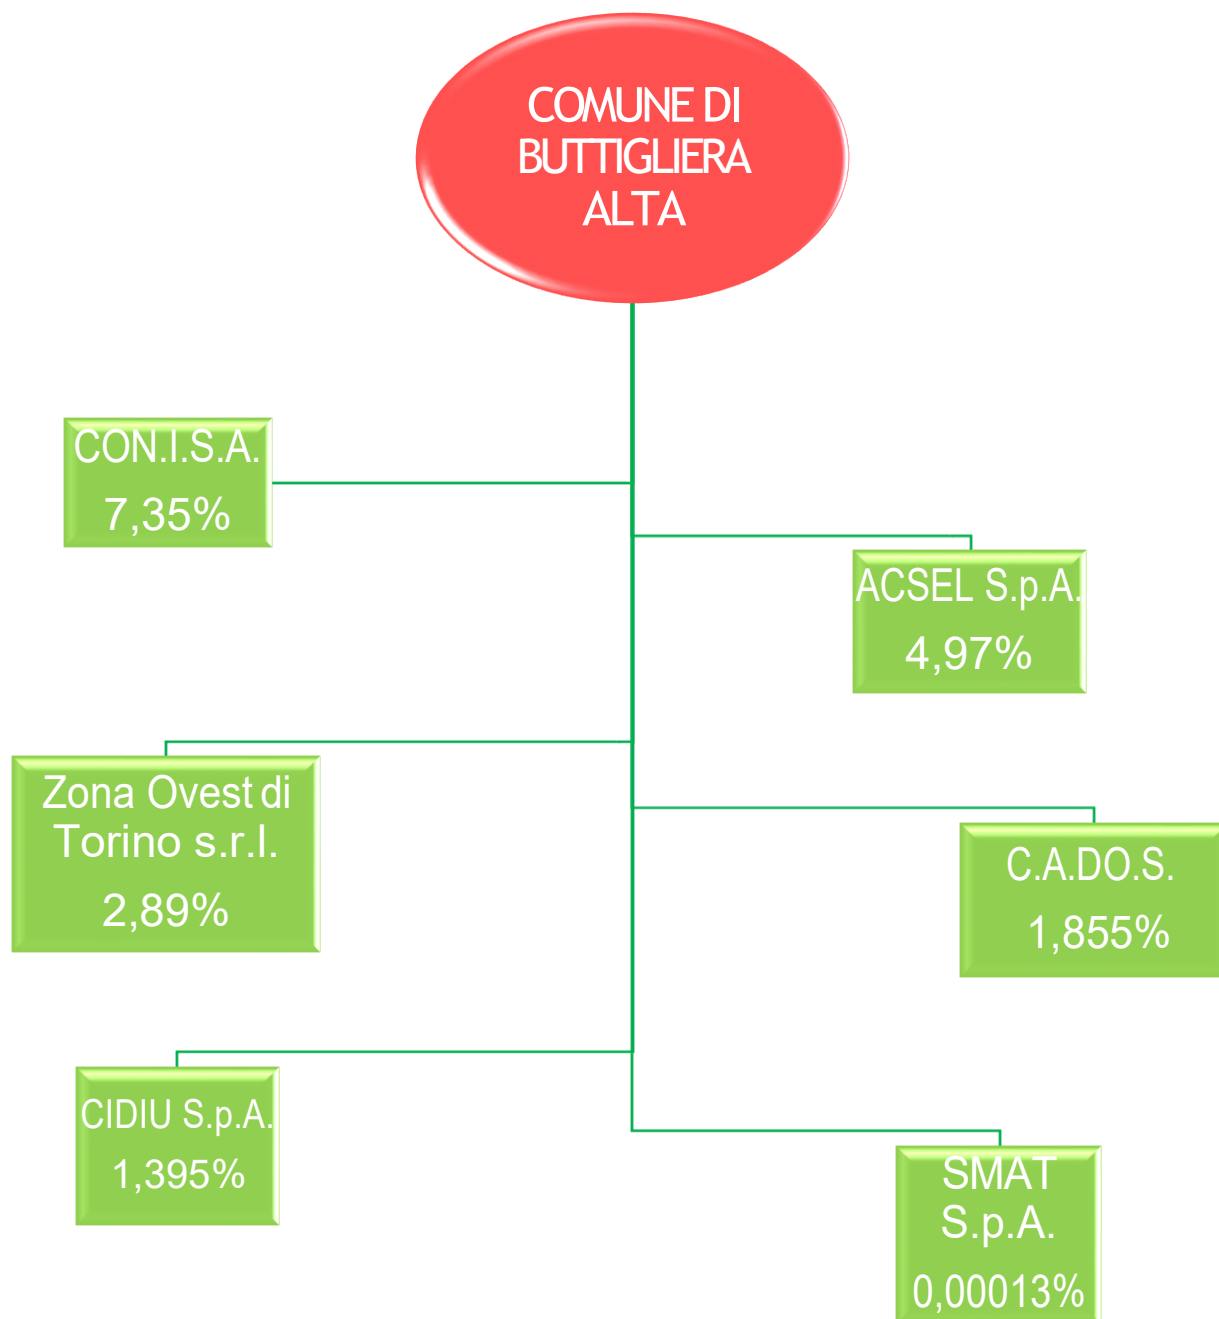 COMUNE DI
BUTTIGLIERA
ALTA
CON.I.S.A.
7,35%
ACSEL S.p.A.
4,97%
Zona Ovest di
Torino s.r.l.
2,89%
C.A.DO.S.
1,855%
CIDIU S.p.A.
1,395%
SMAT
S.p.A.
0,00013%